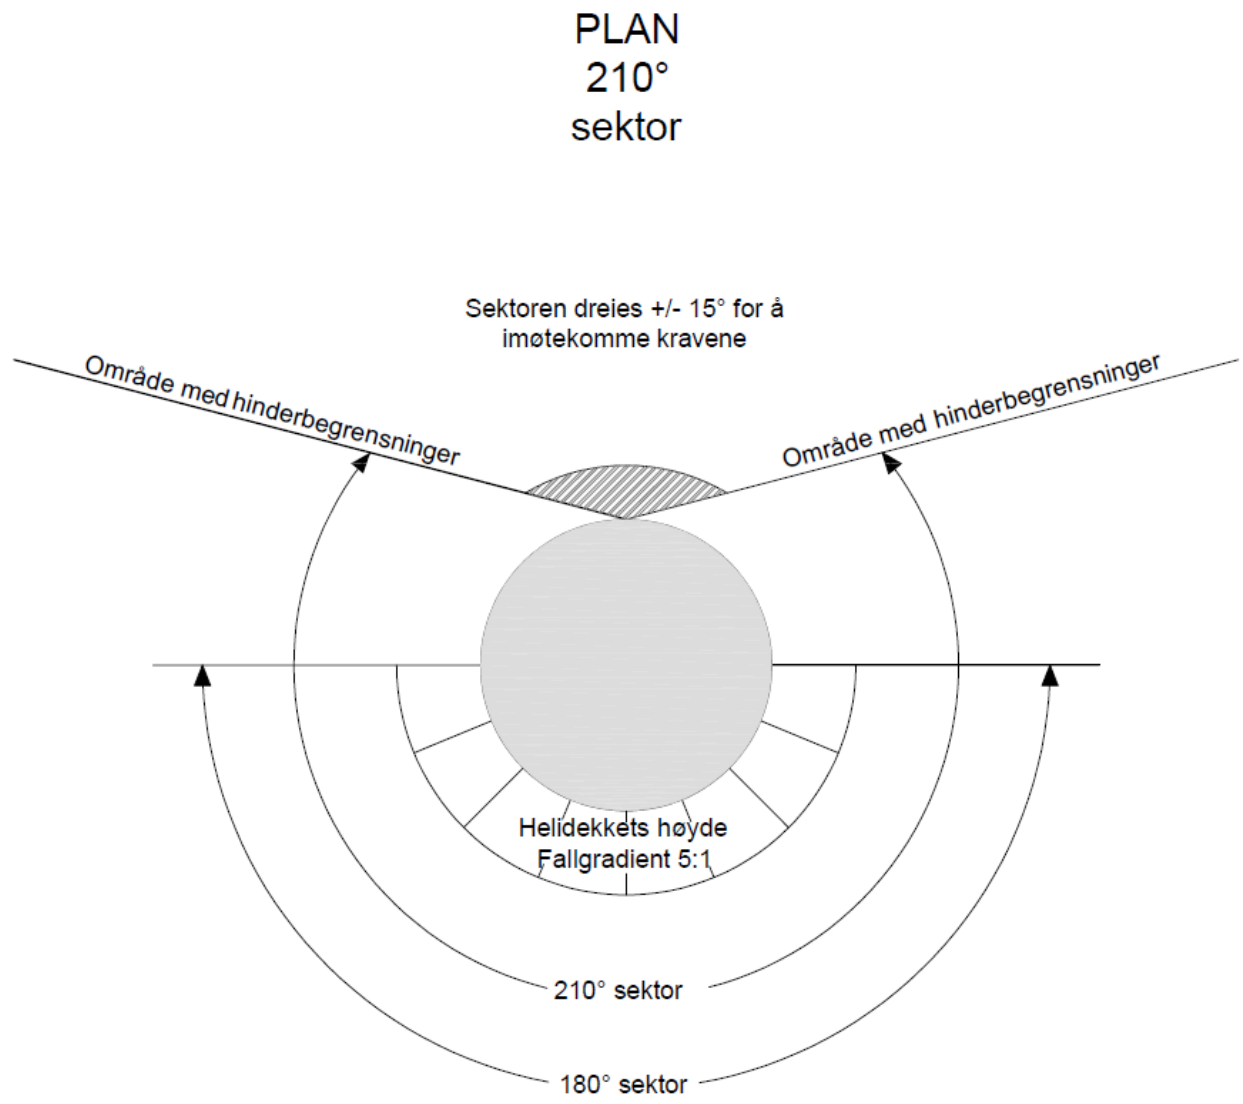 PLAN
210°
sektor
Sektoren dreies +/- 15° for å
imøtekomme kravene
Område med hinderbegrensninger
Område med hinderbegrensninger
Helidekkets høyde
Fallgradient 5:1
210° sektor
180° sektor